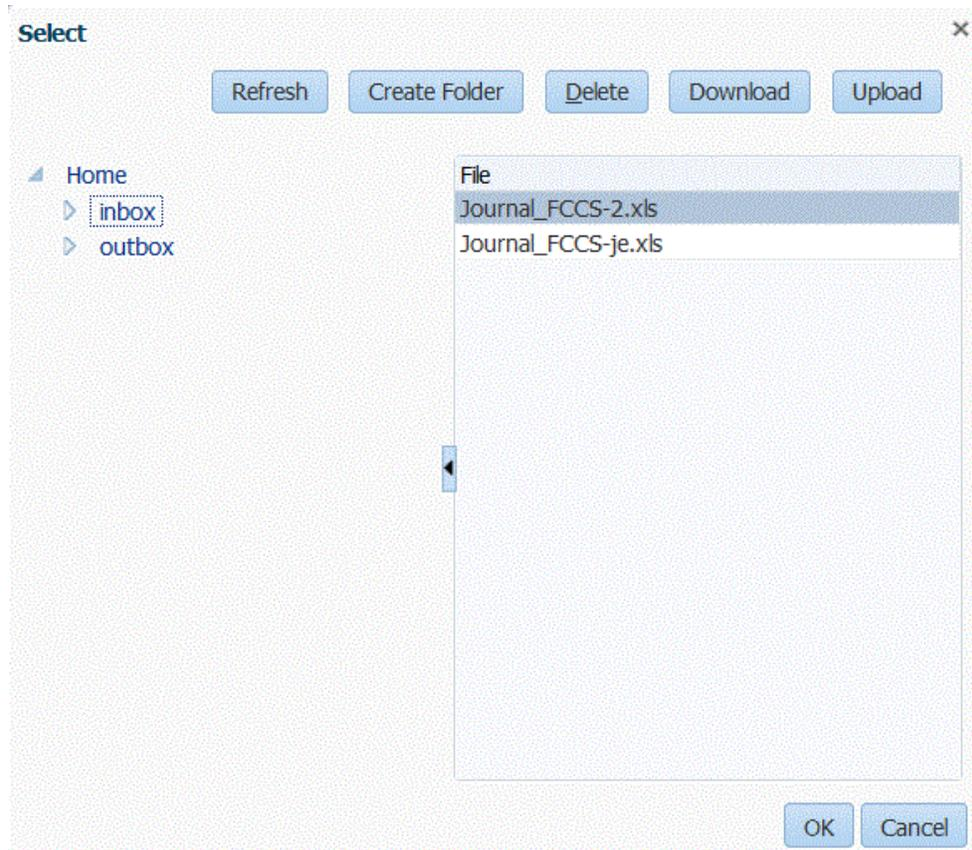 Select
Refresh Create Folder Delete Download Upload
Home
inbox
outbox
File
Journal_FCCS-2.xls
Journal_FCCS-je.xls
OK Cancel